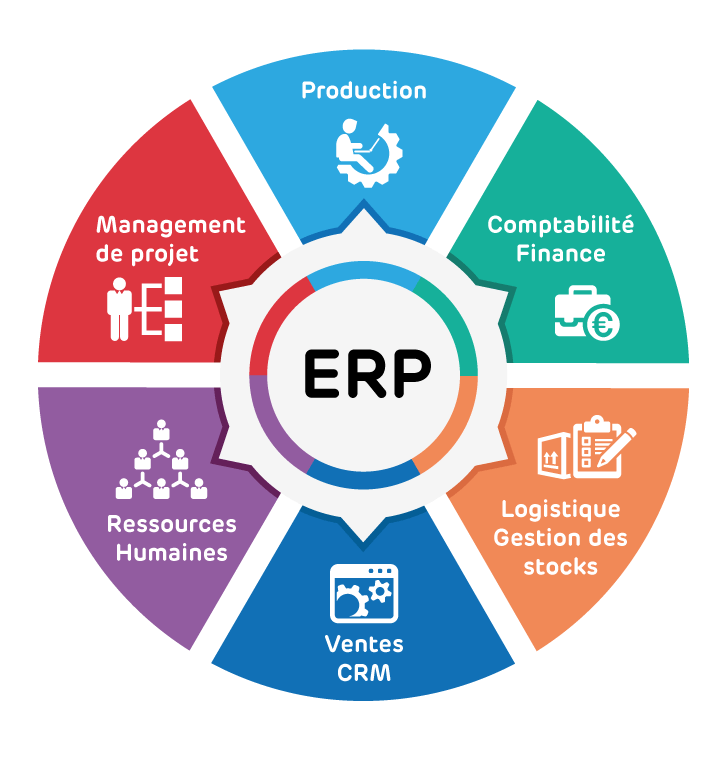 Production
Management
de projet
Comptabilité
Finance
ERP
Ressources
Humaines
Logistique
Gestion des
stocks
Ventes
CRM